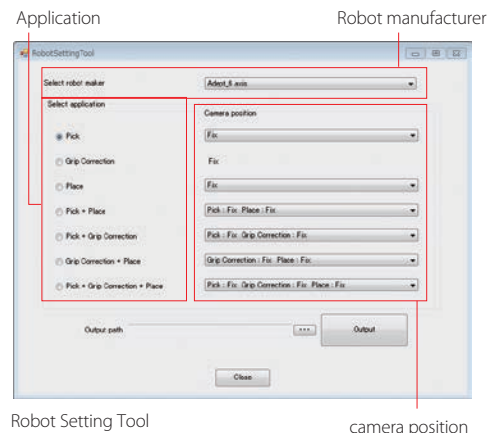 Application Robot manufacturer
RobotSettingTool
Select robot maker Adept_6 axis
Select application
Camera position
Pick Fix
Grip Correction Fix
Place Fix
Pick + Place Pick : Fix Place : Fix
Pick + Grip Correction Pick : Fix Grip Correction : Fix
Grip Correction + Place Grip Correction : Fix Place : Fix
Pick + Grip Correction + Place Pick : Fix Grip Correction : Fix Place : Fix
Output path ... Output
Close
Robot Setting Tool camera position